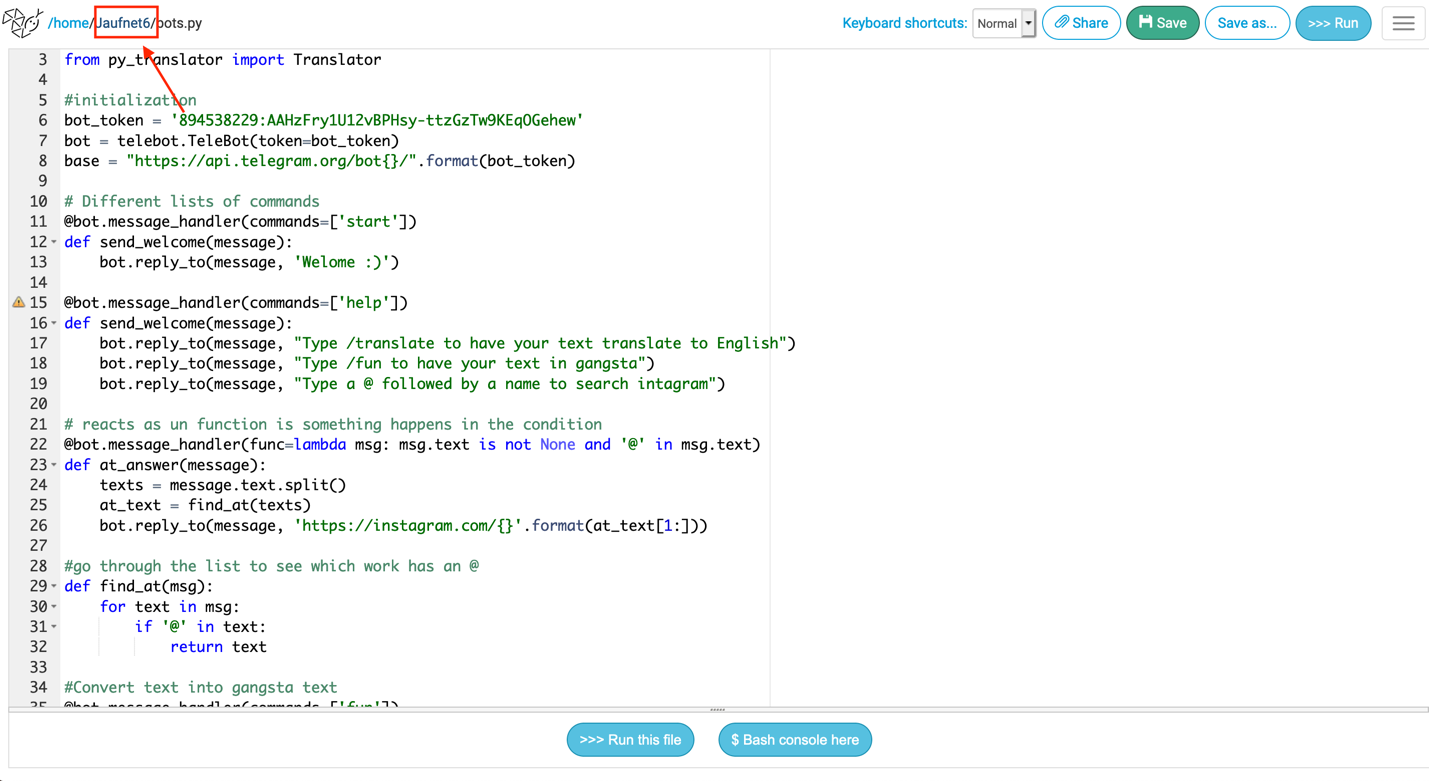 /home/Jaufnet6/bots.py Keyboard shortcuts: Normal Share Save Save as... >>> Run
3 from py_translator import Translator
4
5 #initialization
6 bot_token = '894538229:AAHzFry1U12vBPHsy-ttzGzTw9KEqOGehew'
7 bot = telebot.TeleBot(token=bot_token)
8 base = "https://api.telegram.org/bot{}/".format(bot_token)
9
10 # Different lists of commands
11 @bot.message_handler(commands=['start'])
12 def send_welcome(message):
13     bot.reply_to(message, 'Welome :)')
14
15 @bot.message_handler(commands=['help'])
16 def send_welcome(message):
17     bot.reply_to(message, "Type /translate to have your text translate to English")
18     bot.reply_to(message, "Type /fun to have your text in gangsta")
19     bot.reply_to(message, "Type a @ followed by a name to search intagram")
20
21 # reacts as un function is something happens in the condition
22 @bot.message_handler(func=lambda msg: msg.text is not None and '@' in msg.text)
23 def at_answer(message):
24     texts = message.text.split()
25     at_text = find_at(texts)
26     bot.reply_to(message, 'https://instagram.com/{}'.format(at_text[1:]))
27
28 #go through the list to see which work has an @
29 def find_at(msg):
30     for text in msg:
31         if '@' in text:
32             return text
33
34 #Convert text into gangsta text
35 @bot.message_handler(commands=['fun'])
>>> Run this file $ Bash console here